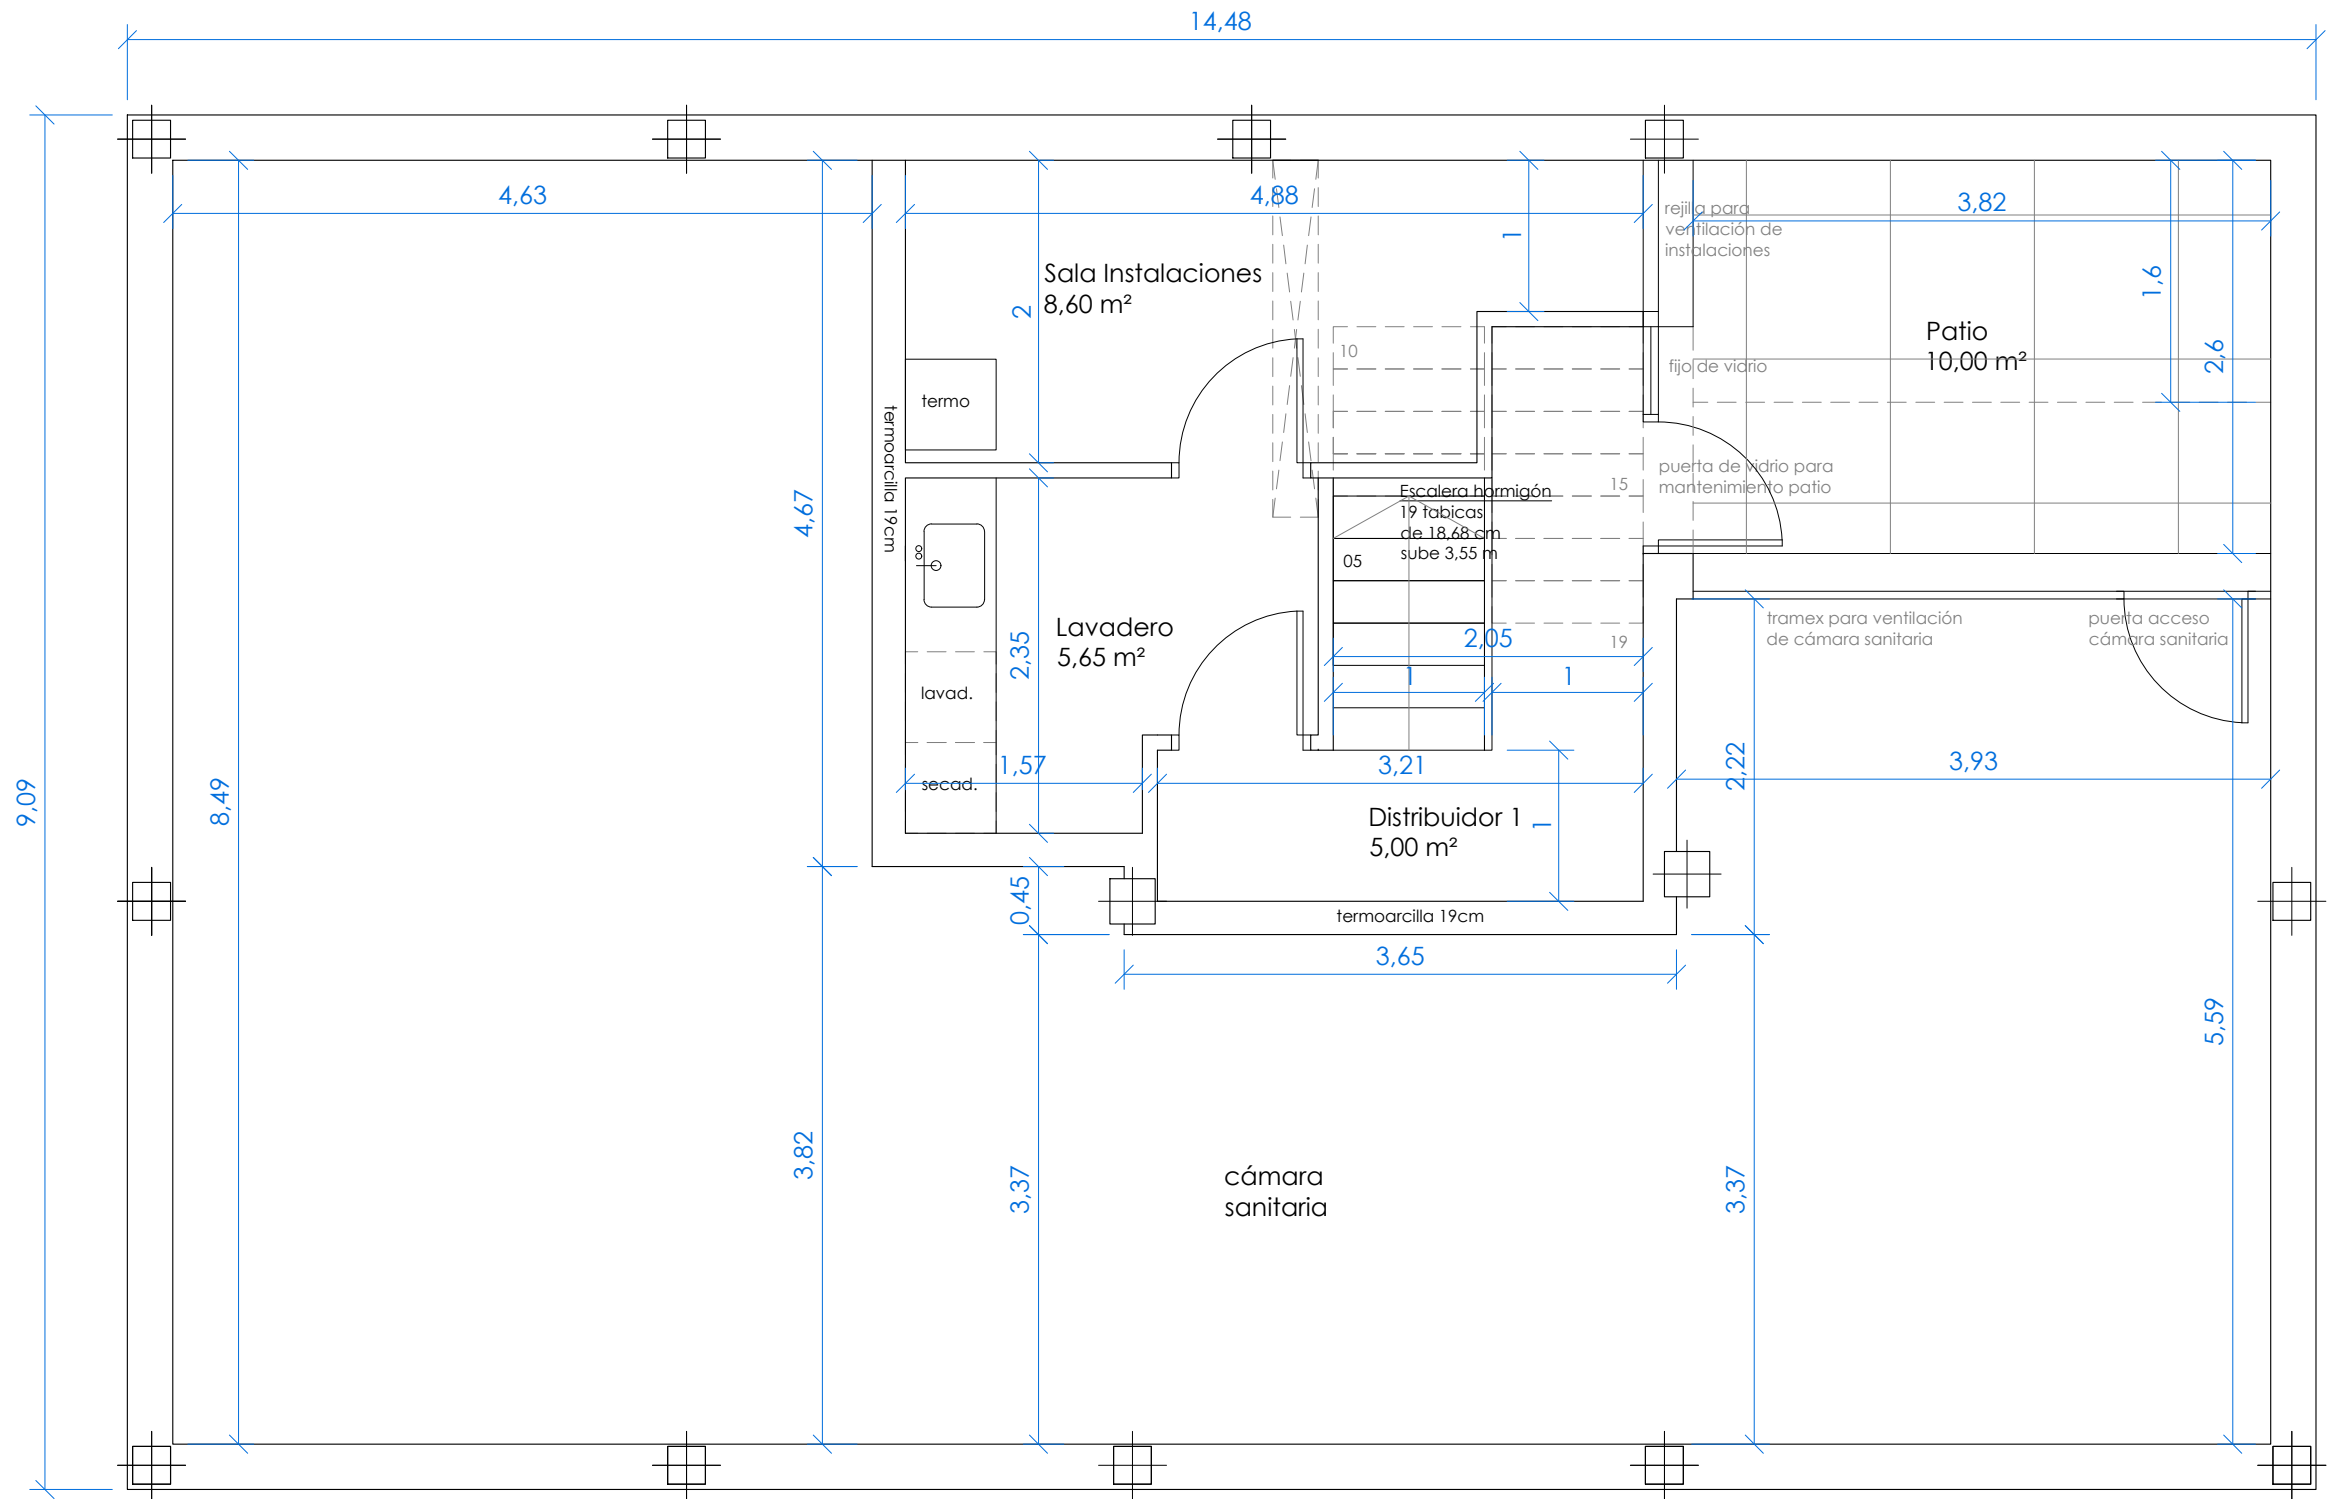 14,48
4,63
4,88
3,82
rejilla para
ventilación de
instalaciones
1
Sala Instalaciones
8,60 m²
2
1,6
2,6
Patio
10,00 m²
10
fijo de vidrio
termo
termoarcilla 19cm
4,67
puerta de vidrio para
mantenimiento patio
15
Escalera hormigón
19 tabicas
de 18,68 cm
sube 3,55 m
05
Lavadero
5,65 m²
2,35
2,05
19
1
1
tramex para ventilación
de cámara sanitaria
puerta acceso
cámara sanitaria
lavad.
secad.
1,57
3,21
2,22
3,93
9,09
8,49
Distribuidor 1
5,00 m²
1
0,45
termoarcilla 19cm
3,65
5,59
3,82
3,37
3,37
cámara
sanitaria